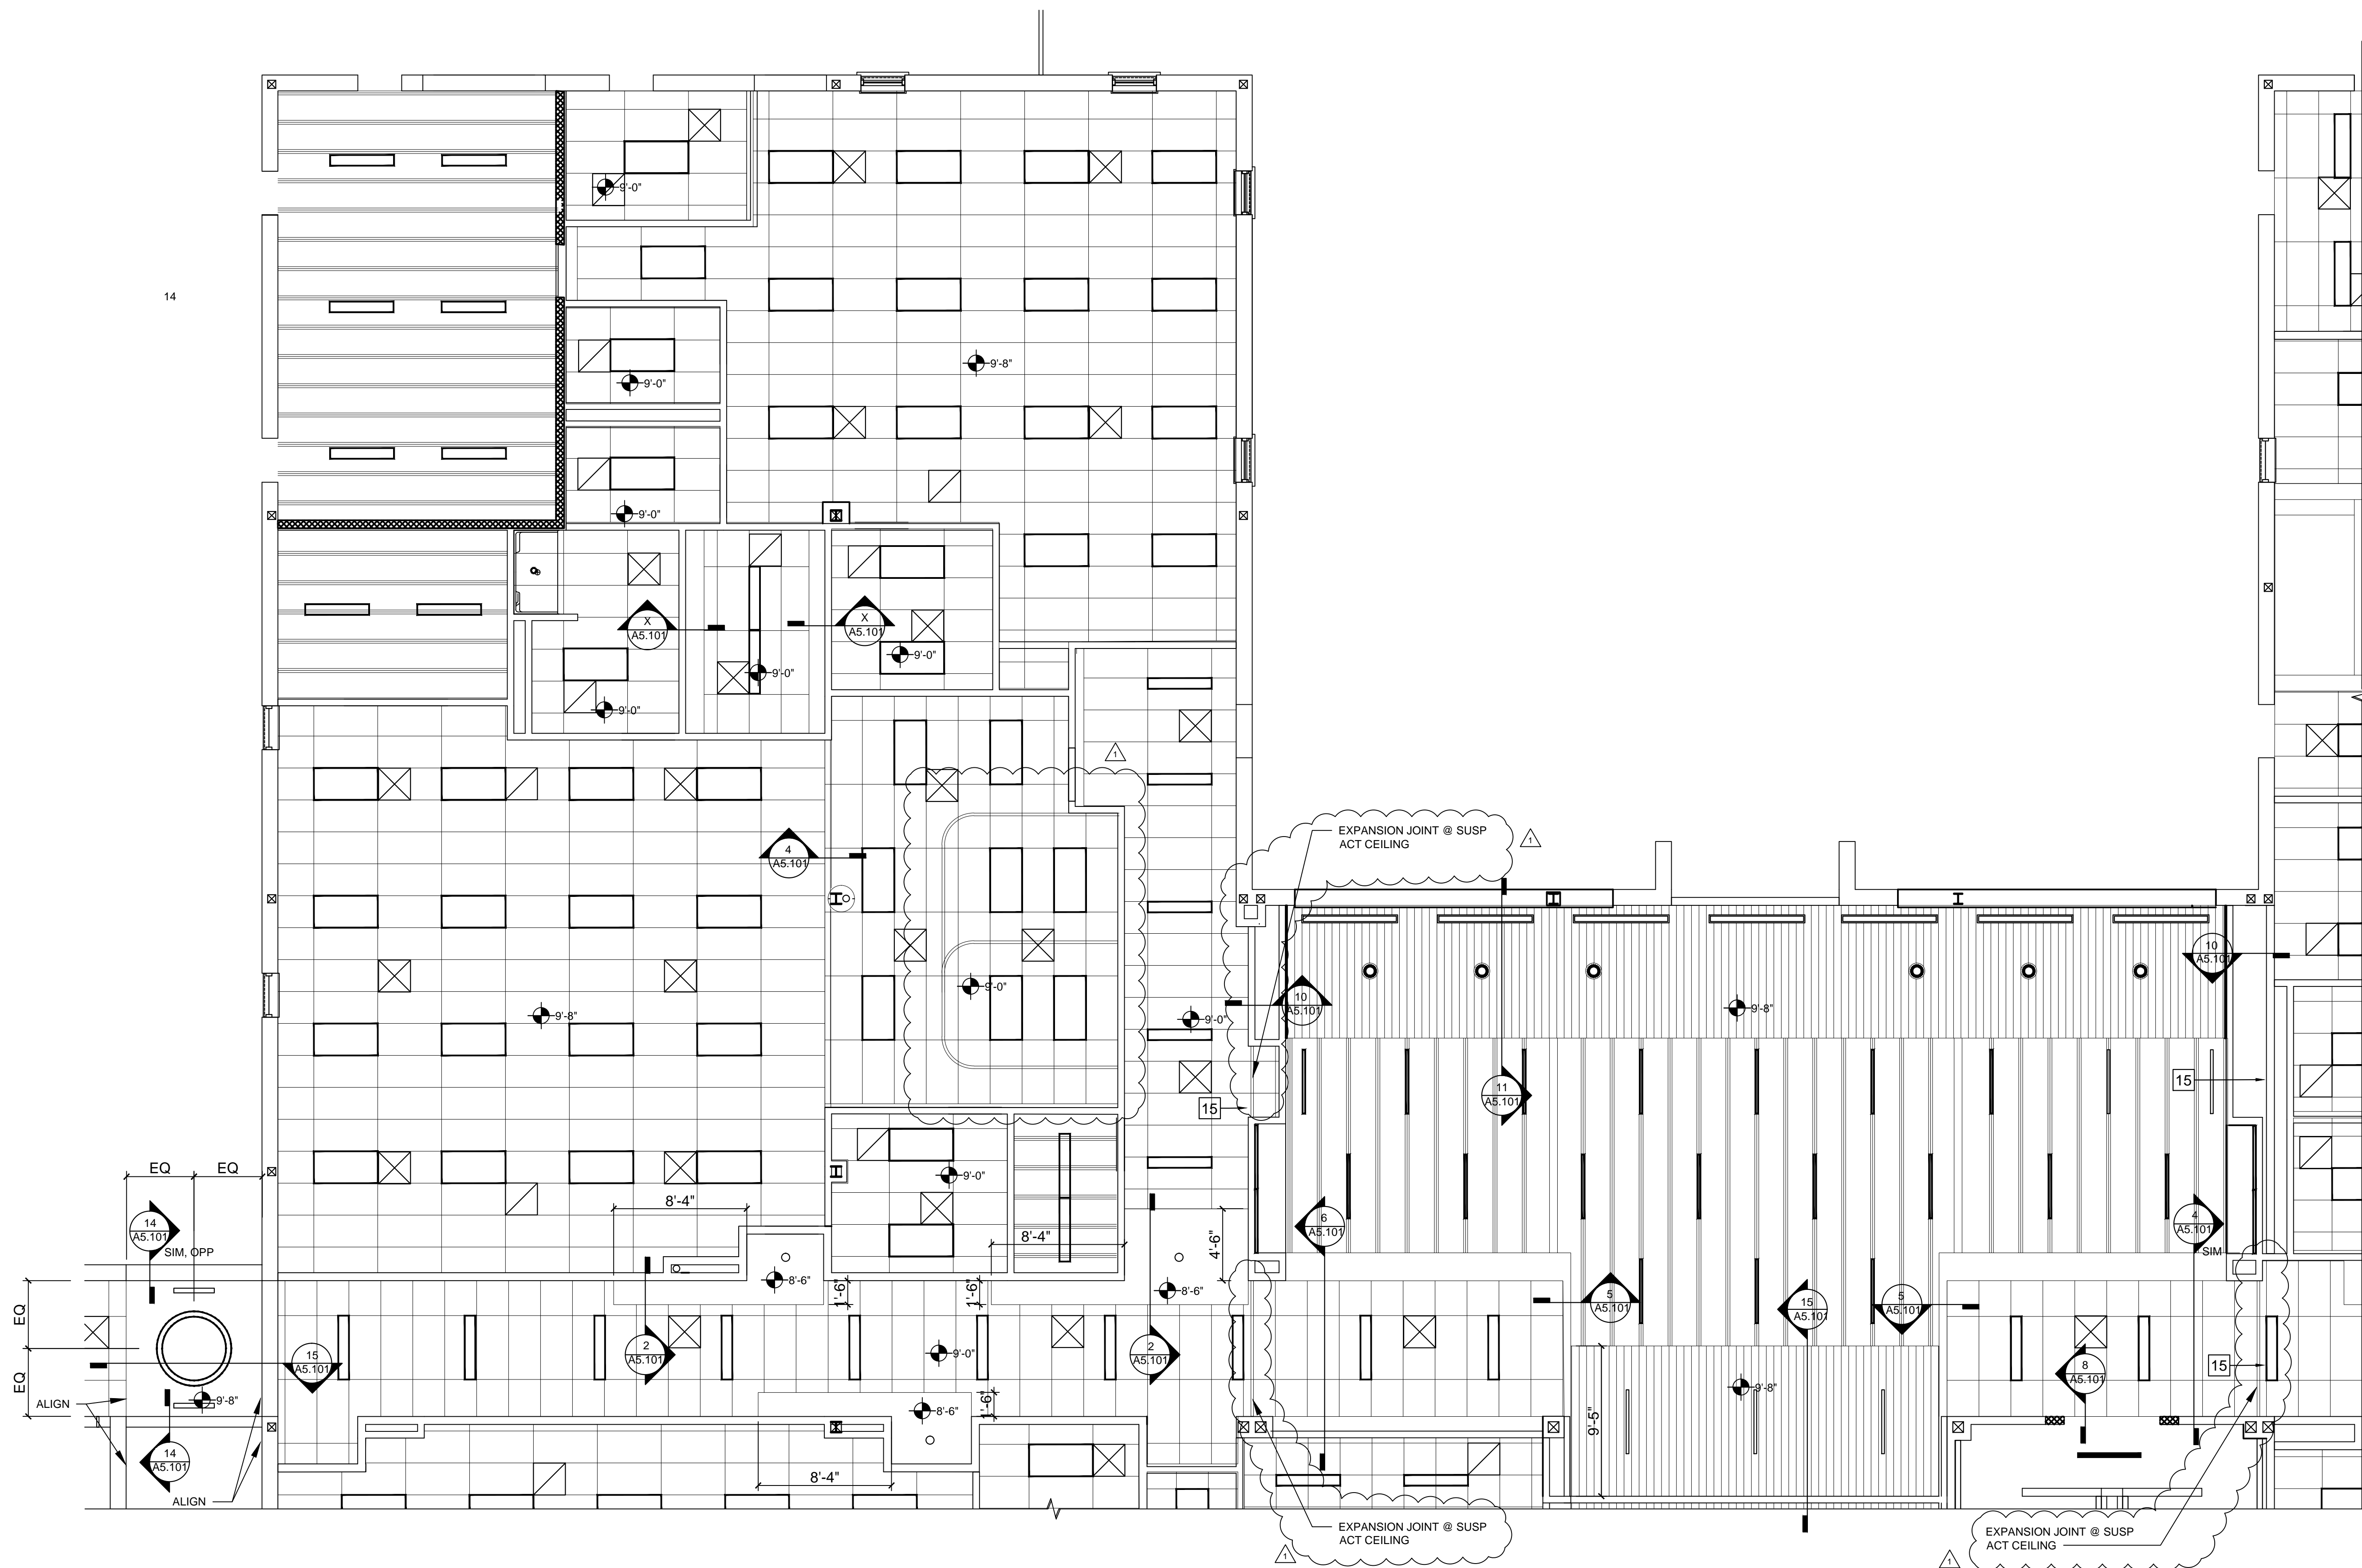 9'-0"
14
9'-8"
9'-0"
9'-0"
X
A5.101
X
A5.101
9'-0"
9'-0"
9'-0"
1
EXPANSION JOINT @ SUSP
ACT CEILING
1
4
A5.101
10
A5.101
9'-0"
10
A5.101
9'-8"
9'-8"
9'-0"
15
11
A5.101
15
EQ
EQ
9'-0"
8'-4"
14
A5.101
SIM, OPP
8'-4"
4'-6"
6
A5.101
4
A5.101
SIM
8'-6"
8'-6"
1'-6"
1'-6"
EQ
EQ
5
A5.101
15
A5.101
5
A5.101
15
A5.101
2
A5.101
9'-0"
2
A5.101
8
A5.101
15
ALIGN
9'-8"
8'-6"
1'-6"
9'-8"
9'-5"
14
A5.101
8'-4"
ALIGN
EXPANSION JOINT @ SUSP
ACT CEILING
1
EXPANSION JOINT @ SUSP
ACT CEILING
1